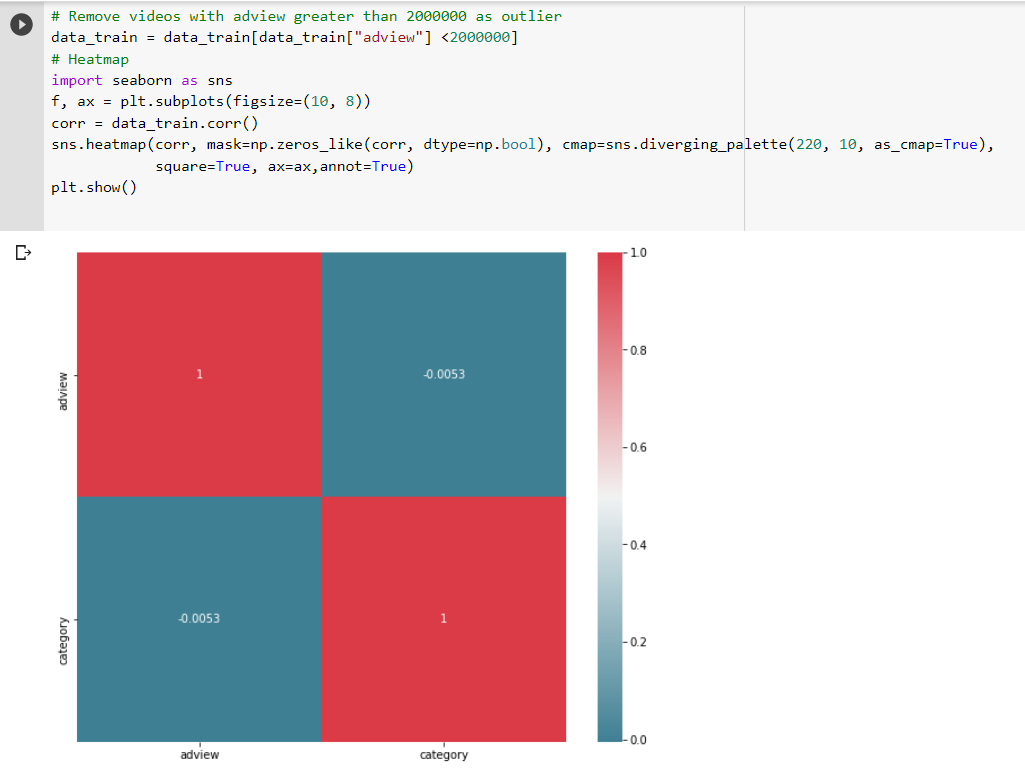 # Remove videos with adview greater than 2000000 as outlier
data_train = data_train[data_train["adview"] <2000000]
# Heatmap
import seaborn as sns
f, ax = plt.subplots(figsize=(10, 8))
corr = data_train.corr()
sns.heatmap(corr, mask=np.zeros_like(corr, dtype=np.bool), cmap=sns.diverging_palette(220, 10, as_cmap=True),
            square=True, ax=ax,annot=True)
plt.show()
1.0
0.8
0.6
0.4
0.2
0.0
adview
1
-0.0053
category
-0.0053
1
adview
category